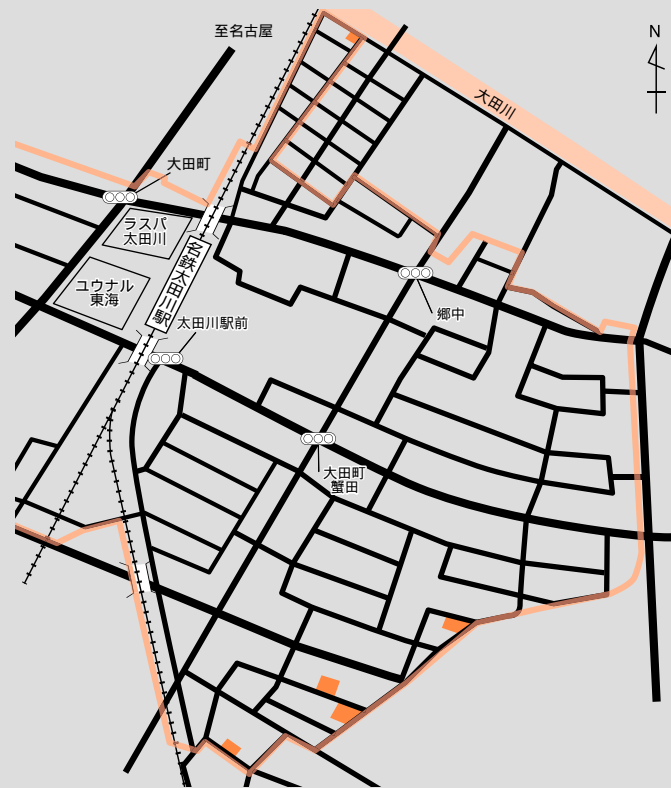 至名古屋
N
大田川
大田町
ラスパ
太田川
名鉄太田川駅
ユウナル
東海
郷中
太田川駅前
大田町
蟹田